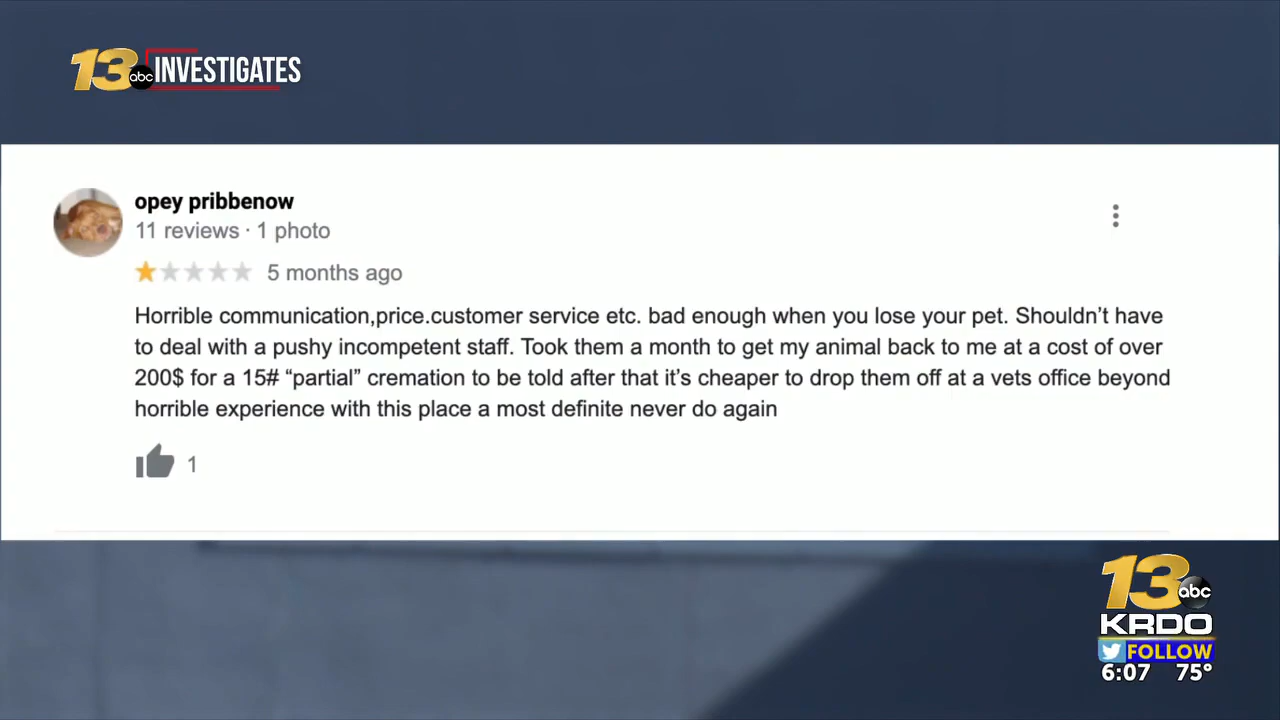 13 abc INVESTIGATES
opey pribbenow
11 reviews · 1 photo
5 months ago
Horrible communication,price.customer service etc. bad enough when you lose your pet. Shouldn’t have
to deal with a pushy incompetent staff. Took them a month to get my animal back to me at a cost of over
200$ for a 15# “partial” cremation to be told after that it’s cheaper to drop them off at a vets office beyond
horrible experience with this place a most definite never do again
1
13 abc
KRDO
FOLLOW
6:07 75°